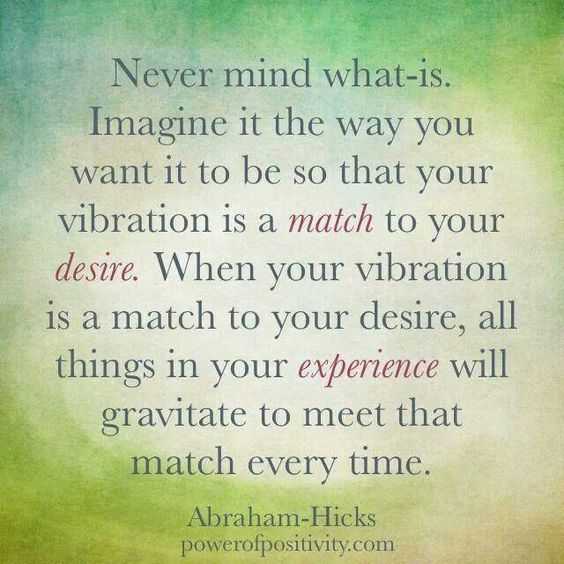 Never mind what-is.
Imagine it the way you
want it to be so that your
vibration is a match to your
desire. When your vibration
is a match to your desire, all
things in your experience will
gravitate to meet that
match every time.
Abraham-Hicks
powerofpositivity.com